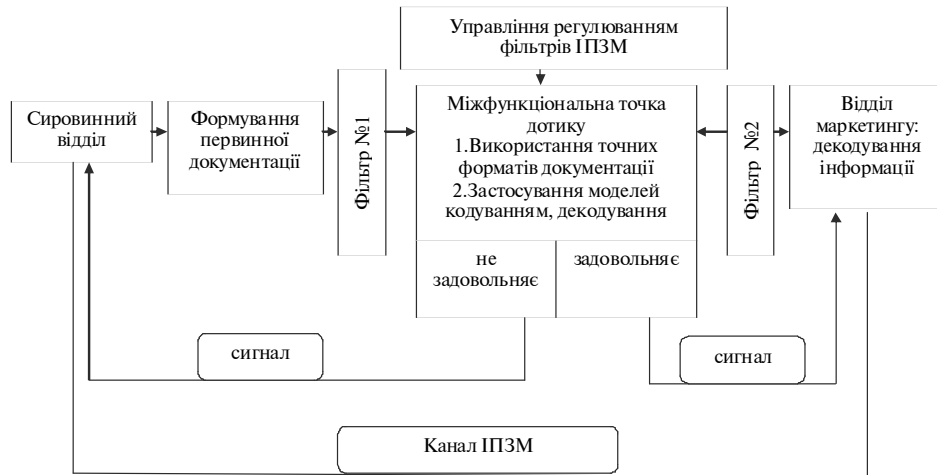 Управління регулюванням
фільтрів ІПЗМ
Сировинний
відділ
Формування
первинної
документації
Фільтр №1
Міжфункціональна точка
дотику
1.Використання точних
форматів документації
2.Застосування моделей
кодуванням, декодування
не
задовольняє
задовольняє
Фільтр №2
Відділ
маркетингу:
декодування
інформації
сигнал
сигнал
Канал ІПЗМ